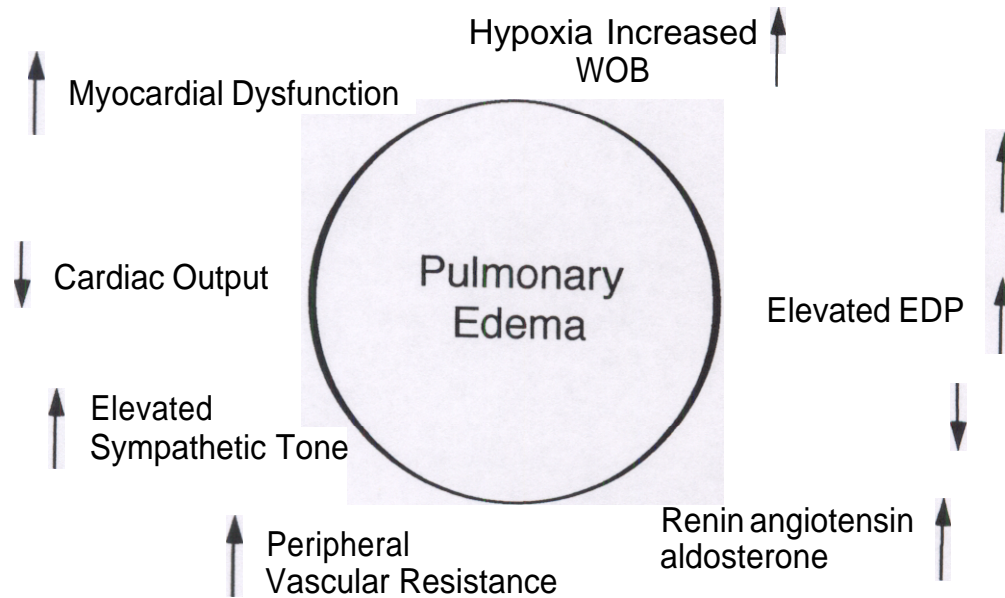 Hypoxia Increased
WOB
Myocardial Dysfunction
Cardiac Output
Pulmonary
Edema
Elevated EDP
Elevated
Sympathetic Tone
Renin angiotensin
aldosterone
Peripheral
Vascular Resistance